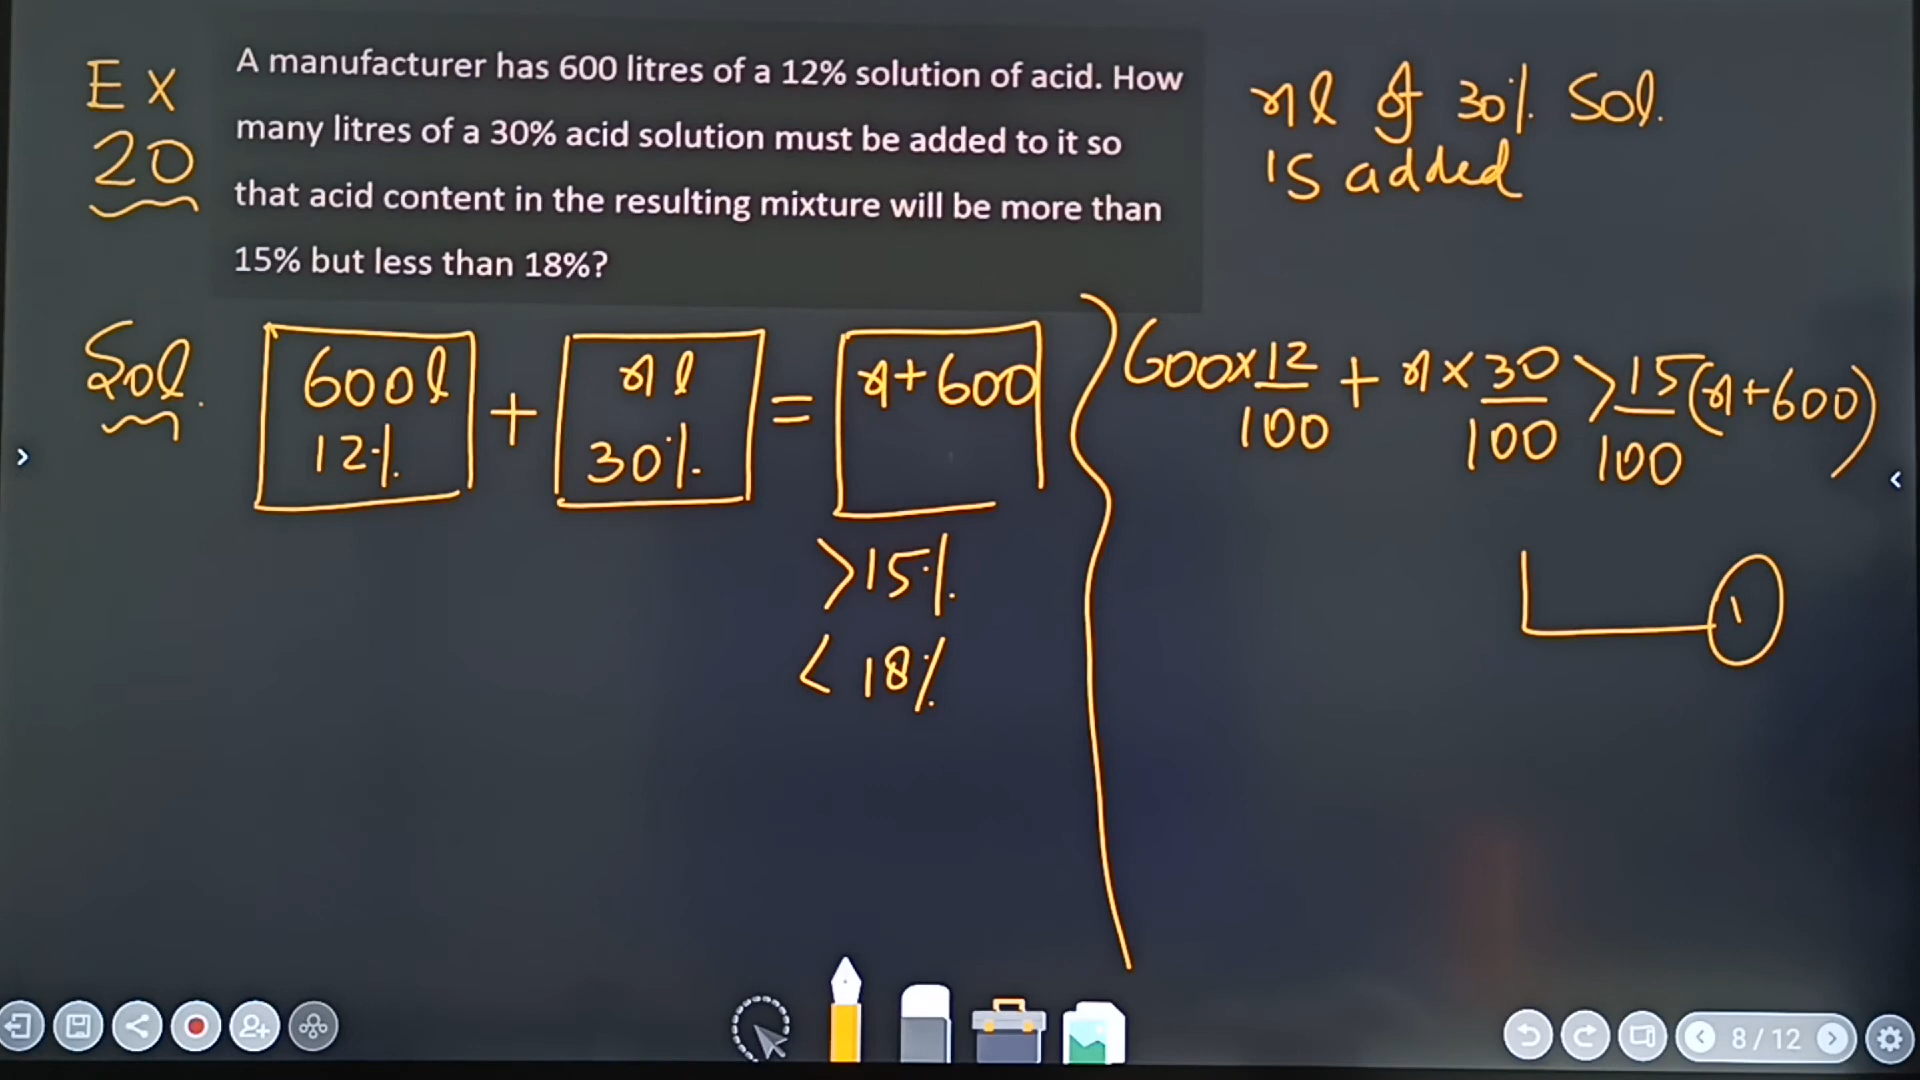 Ex
20
A manufacturer has 600 litres of a 12% solution of acid. How
many litres of a 30% acid solution must be added to it so
that acid content in the resulting mixture will be more than
15% but less than 18%?
x l of 30% Sol.
is added
Sol.
600 l
12%
+
x l
30%
=
x + 600
>15%
< 18%
600 × 12/100 + x × 30/100 > 15/100 (x + 600)
1
8 / 12